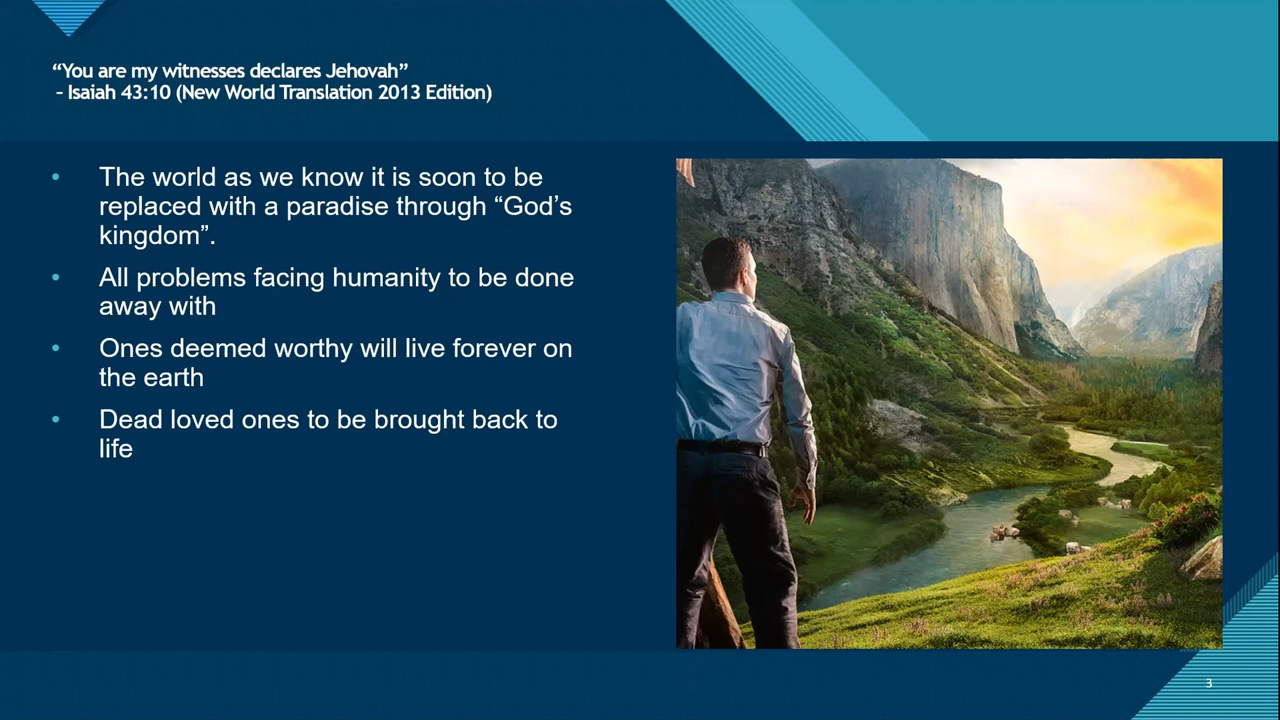 “You are my witnesses declares Jehovah”
– Isaiah 43:10 (New World Translation 2013 Edition)
• The world as we know it is soon to be
replaced with a paradise through “God’s
kingdom”.
• All problems facing humanity to be done
away with
• Ones deemed worthy will live forever on
the earth
• Dead loved ones to be brought back to
life
3